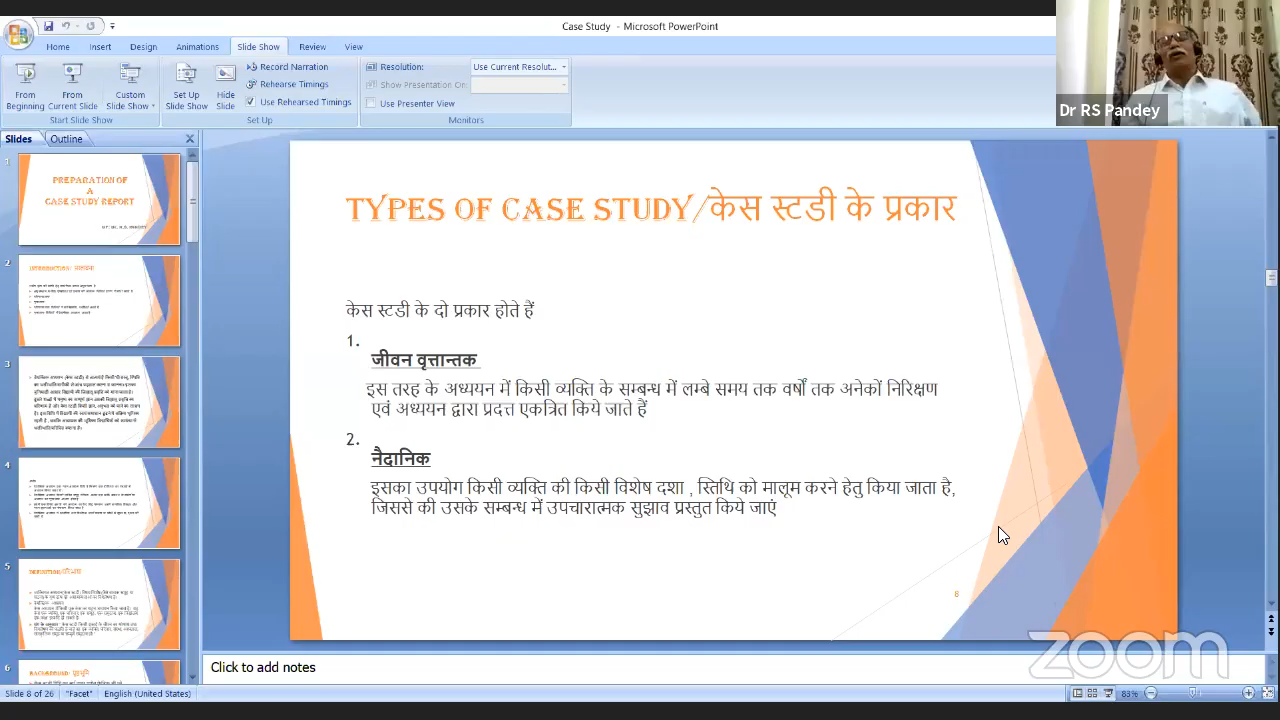 Case Study - Microsoft PowerPoint
Home Insert Design Animations Slide Show Review View
From Beginning
From Current Slide
Custom Slide Show
Start Slide Show
Set Up Slide Show
Hide Slide
Record Narration
Rehearse Timings
Use Rehearsed Timings
Set Up
Resolution: Use Current Resolut...
Show Presentation On:
Use Presenter View
Monitors
Dr RS Pandey
Slides Outline
1
PREPARATION OF
A
CASE STUDY REPORT
2
3
4
5
6
TYPES OF CASE STUDY/केस स्टडी के प्रकार
केस स्टडी के दो प्रकार होते हैं
1.
जीवन वृत्तान्तक
इस तरह के अध्ययन में किसी व्यक्ति के सम्बन्ध में लम्बे समय तक वर्षों तक अनेकों निरिक्षण
एवं अध्ययन द्वारा प्रदत्त एकत्रित किये जाते हैं
2.
नैदानिक
इसका उपयोग किसी व्यक्ति की किसी विशेष दशा , स्तिथि को मालूम करने हेतु किया जाता है,
जिससे की उसके सम्बन्ध में उपचारात्मक सुझाव प्रस्तुत किये जाएं
8
zoom
Click to add notes
Slide 8 of 26 "Facet" English (United States) 83%